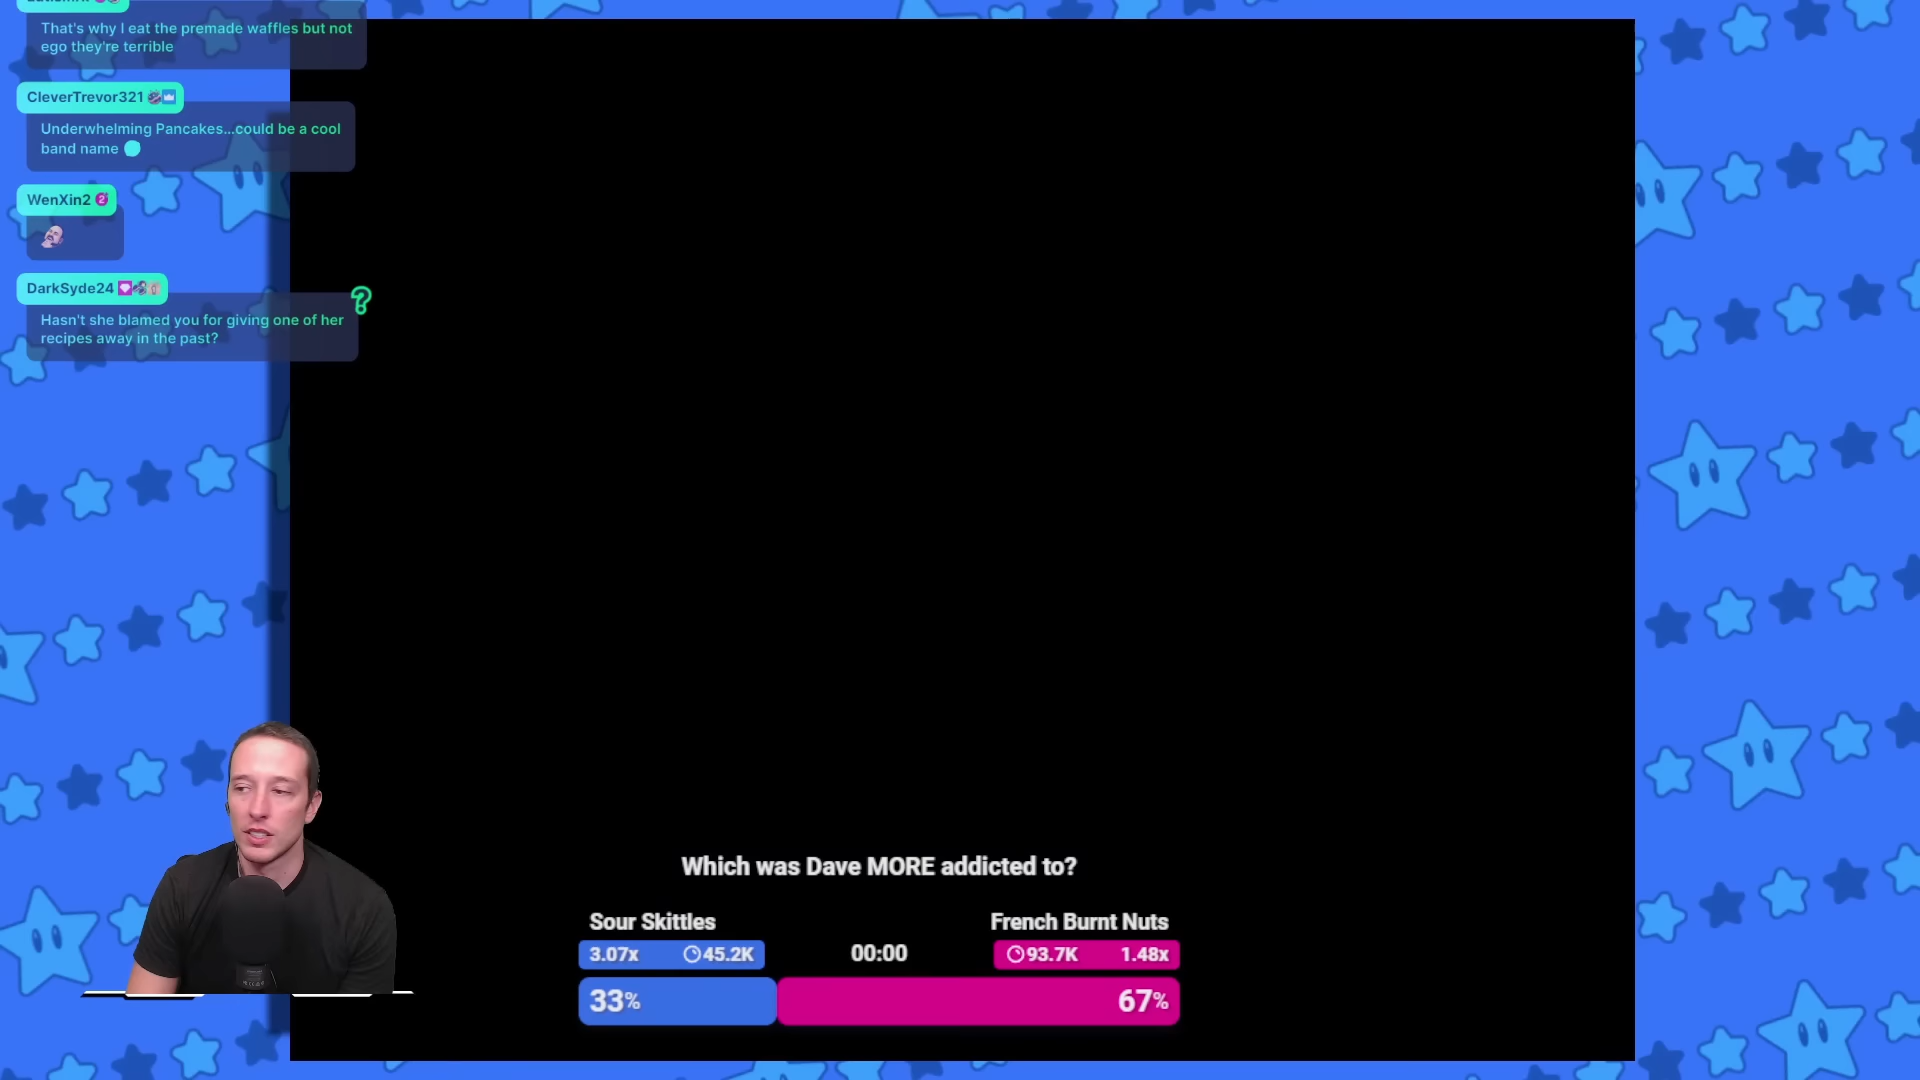 That's why I eat the premade waffles but not
ego they're terrible
CleverTrevor321
Underwhelming Pancakes...could be a cool
band name
WenXin2
2
DarkSyde24
?
Hasn't she blamed you for giving one of her
recipes away in the past?
Which was Dave MORE addicted to?
Sour Skittles
French Burnt Nuts
3.07x 45.2K
00:00
93.7K 1.48x
33%
67%